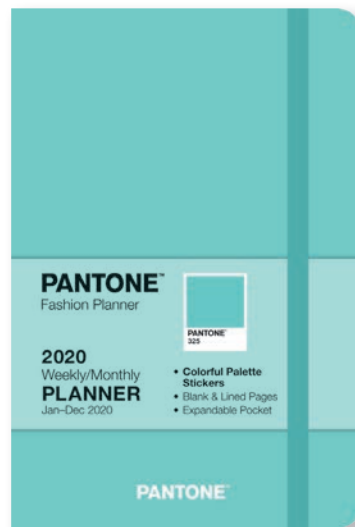 PANTONE™
Fashion Planner
PANTONE®
325
2020
Weekly/Monthly
PLANNER
Jan–Dec 2020
• Colorful Palette
Stickers
• Blank & Lined Pages
• Expandable Pocket
PANTONE®